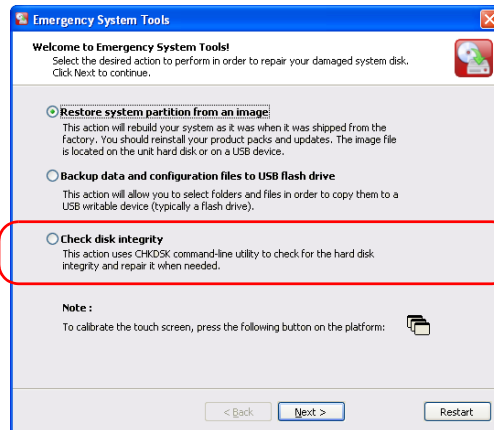 Emergency System Tools
Welcome to Emergency System Tools!
Select the desired action to perform in order to repair your damaged system disk.
Click Next to continue.
Restore system partition from an image
This action will rebuild your system as it was when it was shipped from the
factory. You should reinstall your product packs and updates. The image file
is located on the unit hard disk or on a USB device.
Backup data and configuration files to USB flash drive
This action will allow you to select folders and files in order to copy them to a
USB writable device (typically a flash drive).
Check disk integrity
This action uses CHKDSK command-line utility to check for the hard disk
integrity and repair it when needed.
Note :
To calibrate the touch screen, press the following button on the platform:
< Back
Next >
Restart